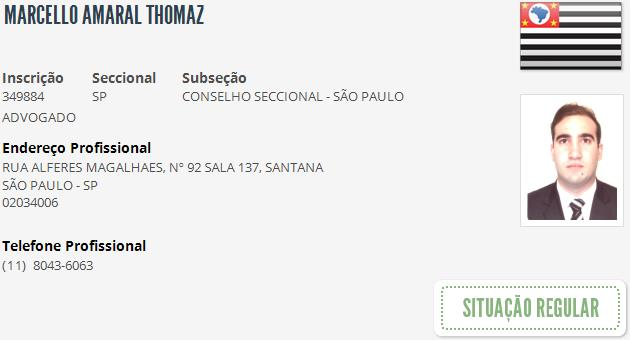 MARCELLO AMARAL THOMAZ
Inscrição Seccional Subseção
349884 SP CONSELHO SECCIONAL - SÃO PAULO
ADVOGADO
Endereço Profissional
RUA ALFERES MAGALHAES, Nº 92 SALA 137, SANTANA
SÃO PAULO - SP
02034006
Telefone Profissional
(11) 8043-6063
SITUAÇÃO REGULAR